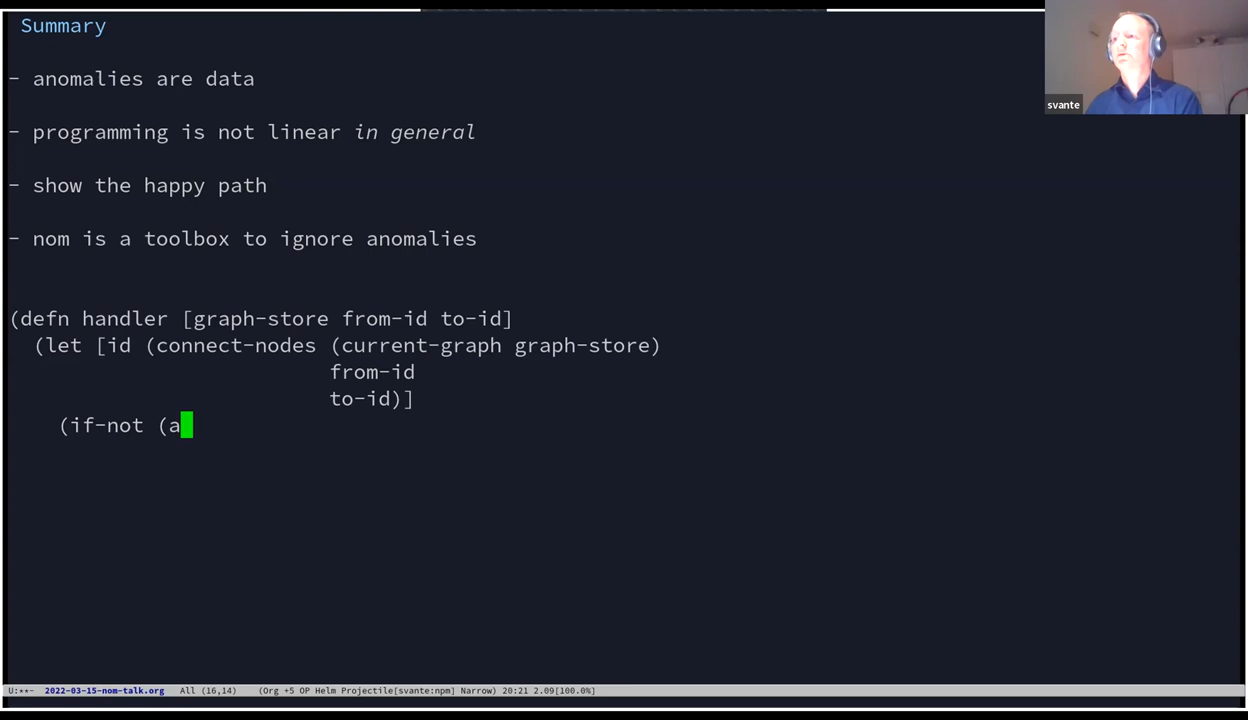 Summary
- anomalies are data
- programming is not linear in general
- show the happy path
- nom is a toolbox to ignore anomalies
(defn handler [graph-store from-id to-id]
(let [id (connect-nodes (current-graph graph-store)
from-id
to-id)]
(if-not (a
svante
U:**- 2022-03-15-nom-talk.org All (16,14) (Org +5 OP Helm Projectile[svante:npm] Narrow) 20:21 2.09[100.0%]